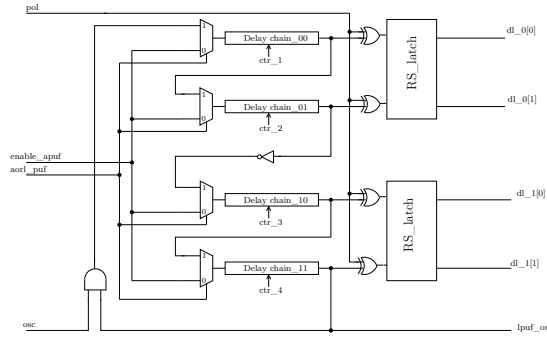 pol
1
Delay chain_00
0
ctr_1
RS_latch
dl_0[0]
1
Delay chain_01
0
ctr_2
dl_0[1]
enable_apuf
aorl_puf
1
Delay chain_10
0
ctr_3
RS_latch
dl_1[0]
1
Delay chain_11
0
ctr_4
dl_1[1]
osc
lpuf_ou